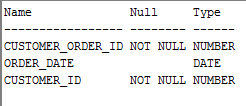 Name              Null     Type
----------------- -------- ------
CUSTOMER_ORDER_ID NOT NULL NUMBER
ORDER_DATE                 DATE
CUSTOMER_ID       NOT NULL NUMBER